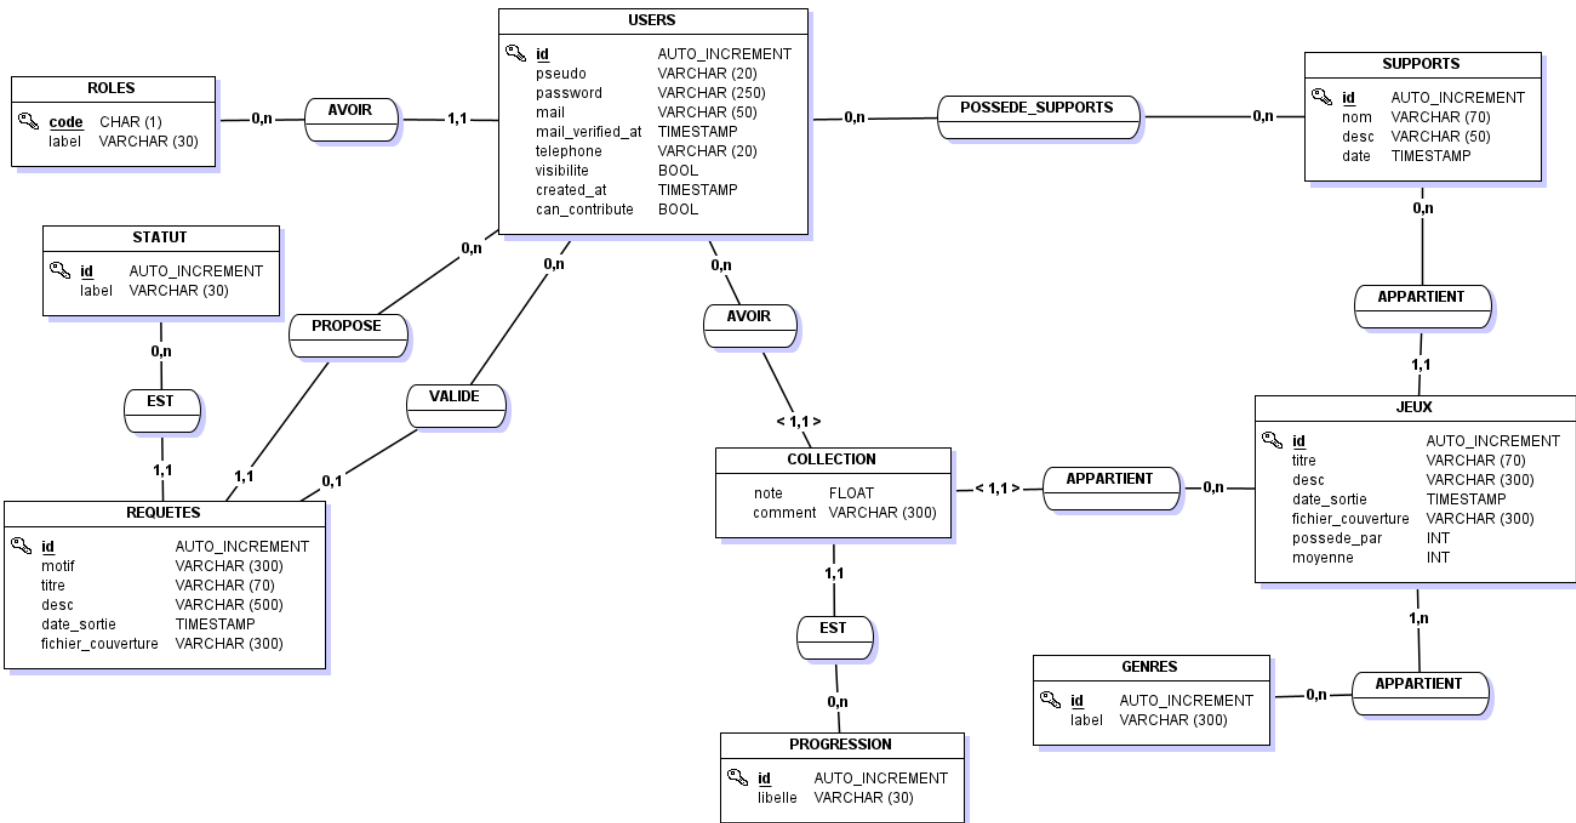 USERS
id AUTO_INCREMENT
pseudo VARCHAR (20)
password VARCHAR (250)
mail VARCHAR (50)
mail_verified_at TIMESTAMP
telephone VARCHAR (20)
visibilite BOOL
created_at TIMESTAMP
can_contribute BOOL
ROLES
code CHAR (1)
label VARCHAR (30)
0,n
AVOIR
1,1
0,n
POSSEDE_SUPPORTS
0,n
SUPPORTS
id AUTO_INCREMENT
nom VARCHAR (70)
desc VARCHAR (50)
date TIMESTAMP
STATUT
id AUTO_INCREMENT
label VARCHAR (30)
0,n
0,n
0,n
0,n
PROPOSE
AVOIR
APPARTIENT
0,n
EST
VALIDE
1,1
< 1,1 >
1,1
1,1
0,1
JEUX
id AUTO_INCREMENT
titre VARCHAR (70)
desc VARCHAR (300)
date_sortie TIMESTAMP
fichier_couverture VARCHAR (300)
possede_par INT
moyenne INT
COLLECTION
note FLOAT
comment VARCHAR (300)
< 1,1 >
APPARTIENT
0,n
REQUETES
id AUTO_INCREMENT
motif VARCHAR (300)
titre VARCHAR (70)
desc VARCHAR (500)
date_sortie TIMESTAMP
fichier_couverture VARCHAR (300)
1,1
EST
0,n
1,n
GENRES
id AUTO_INCREMENT
label VARCHAR (300)
0,n
APPARTIENT
PROGRESSION
id AUTO_INCREMENT
libelle VARCHAR (30)